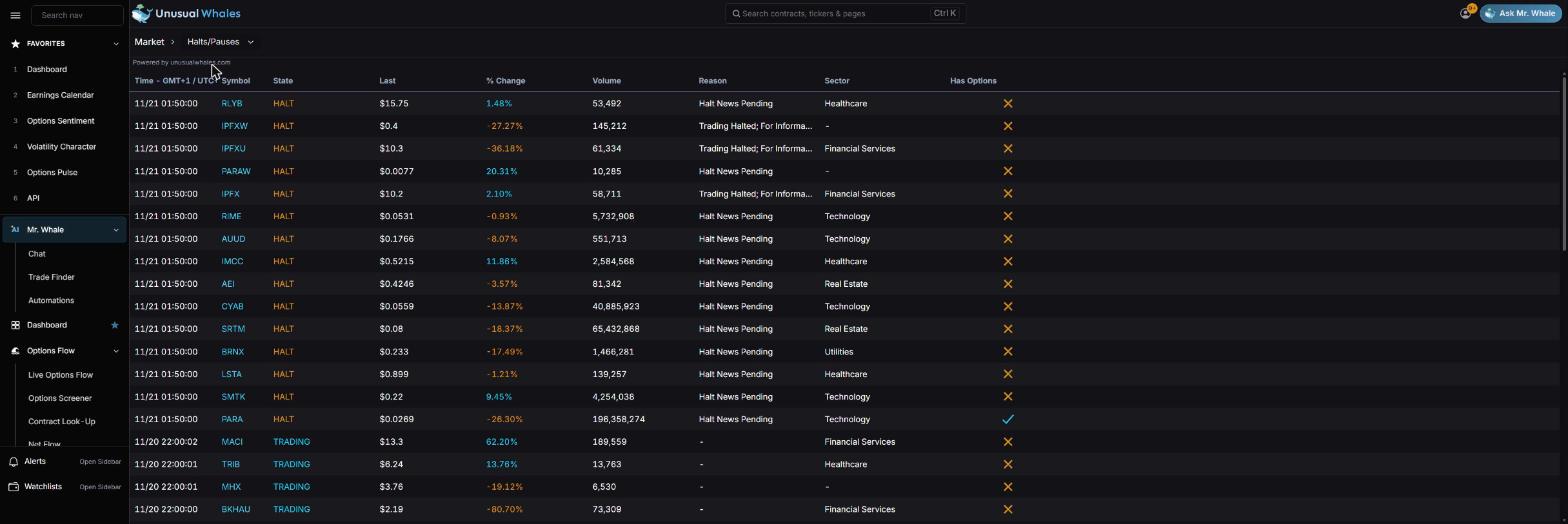 Search nav
Unusual Whales
Search contracts, tickers & pages Ctrl K
9+ Ask Mr. Whale
FAVORITES
1 Dashboard
2 Earnings Calendar
3 Options Sentiment
4 Volatility Character
5 Options Pulse
6 API
AI Mr. Whale
Chat
Trade Finder
Automations
Dashboard
Options Flow
Live Options Flow
Options Screener
Contract Look-Up
Net Flow
Alerts Open Sidebar
Watchlists Open Sidebar
Market > Halts/Pauses
Powered by unusualwhales.com
Time - GMT+1 / UTC+ Symbol State Last % Change Volume Reason Sector Has Options
11/21 01:50:00 RLYB HALT $15.75 1.48% 53,492 Halt News Pending Healthcare
11/21 01:50:00 IPFXW HALT $0.4 -27.27% 145,212 Trading Halted; For Informa... -
11/21 01:50:00 IPFXU HALT $10.3 -36.18% 61,334 Trading Halted; For Informa... Financial Services
11/21 01:50:00 PARAW HALT $0.0077 20.31% 10,285 Halt News Pending -
11/21 01:50:00 IPFX HALT $10.2 2.10% 58,711 Trading Halted; For Informa... Financial Services
11/21 01:50:00 RIME HALT $0.0531 -0.93% 5,732,908 Halt News Pending Technology
11/21 01:50:00 AUUD HALT $0.1766 -8.07% 551,713 Halt News Pending Technology
11/21 01:50:00 IMCC HALT $0.5215 11.86% 2,584,568 Halt News Pending Healthcare
11/21 01:50:00 AEI HALT $0.4246 -3.57% 81,342 Halt News Pending Real Estate
11/21 01:50:00 CYAB HALT $0.0559 -13.87% 40,885,923 Halt News Pending Technology
11/21 01:50:00 SRTM HALT $0.08 -18.37% 65,432,868 Halt News Pending Real Estate
11/21 01:50:00 BRNX HALT $0.233 -17.49% 1,466,281 Halt News Pending Utilities
11/21 01:50:00 LSTA HALT $0.899 -1.21% 139,257 Halt News Pending Healthcare
11/21 01:50:00 SMTK HALT $0.22 9.45% 4,254,038 Halt News Pending Technology
11/21 01:50:00 PARA HALT $0.0269 -26.30% 196,358,274 Halt News Pending Technology
11/20 22:00:02 MACI TRADING $13.3 62.20% 189,559 - Financial Services
11/20 22:00:01 TRIB TRADING $6.24 13.76% 13,763 - Healthcare
11/20 22:00:01 MHX TRADING $3.76 -19.12% 6,530 - -
11/20 22:00:00 BKHAU TRADING $2.19 -80.70% 73,309 - Financial Services